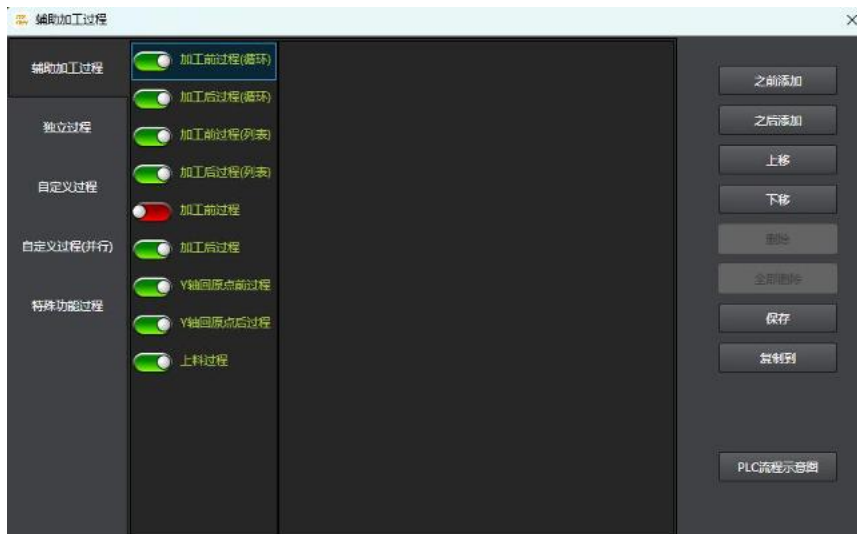 辅助加工过程
辅助加工过程
独立过程
自定义过程
自定义过程(并行)
特殊功能过程
加工前过程(循环)
加工后过程(循环)
加工前过程(列表)
加工后过程(列表)
加工前过程
加工后过程
Y轴回原点前过程
Y轴回原点后过程
上料过程
之前添加
之后添加
上移
下移
删除
全部删除
保存
复制到
PLC流程示意图